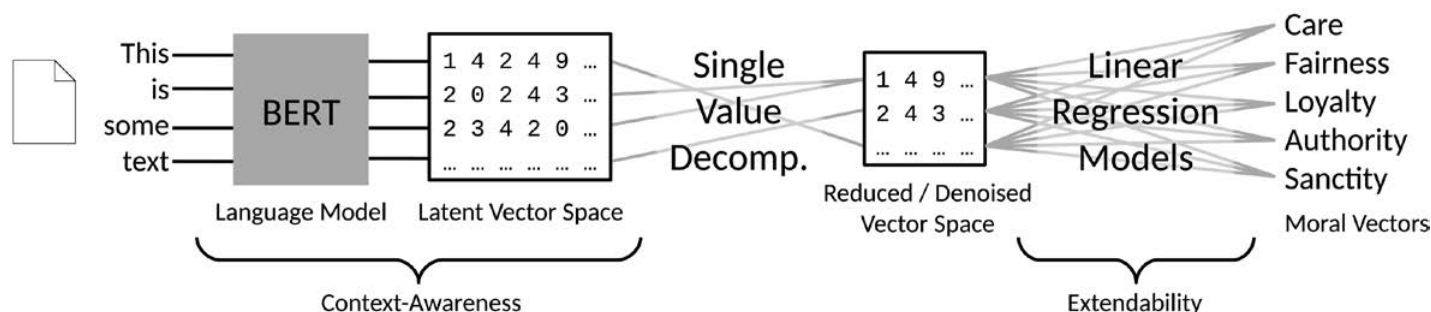 This
is
some
text
BERT
Language Model
1 4 2 4 9 …
2 0 2 4 3 …
2 3 4 2 0 …
… … … … … …
Latent Vector Space
Context-Awareness
Single
Value
Decomp.
1 4 9 …
2 4 3 …
… … … …
Reduced / Denoised
Vector Space
Linear
Regression
Models
Extendability
Care
Fairness
Loyalty
Authority
Sanctity
Moral Vectors